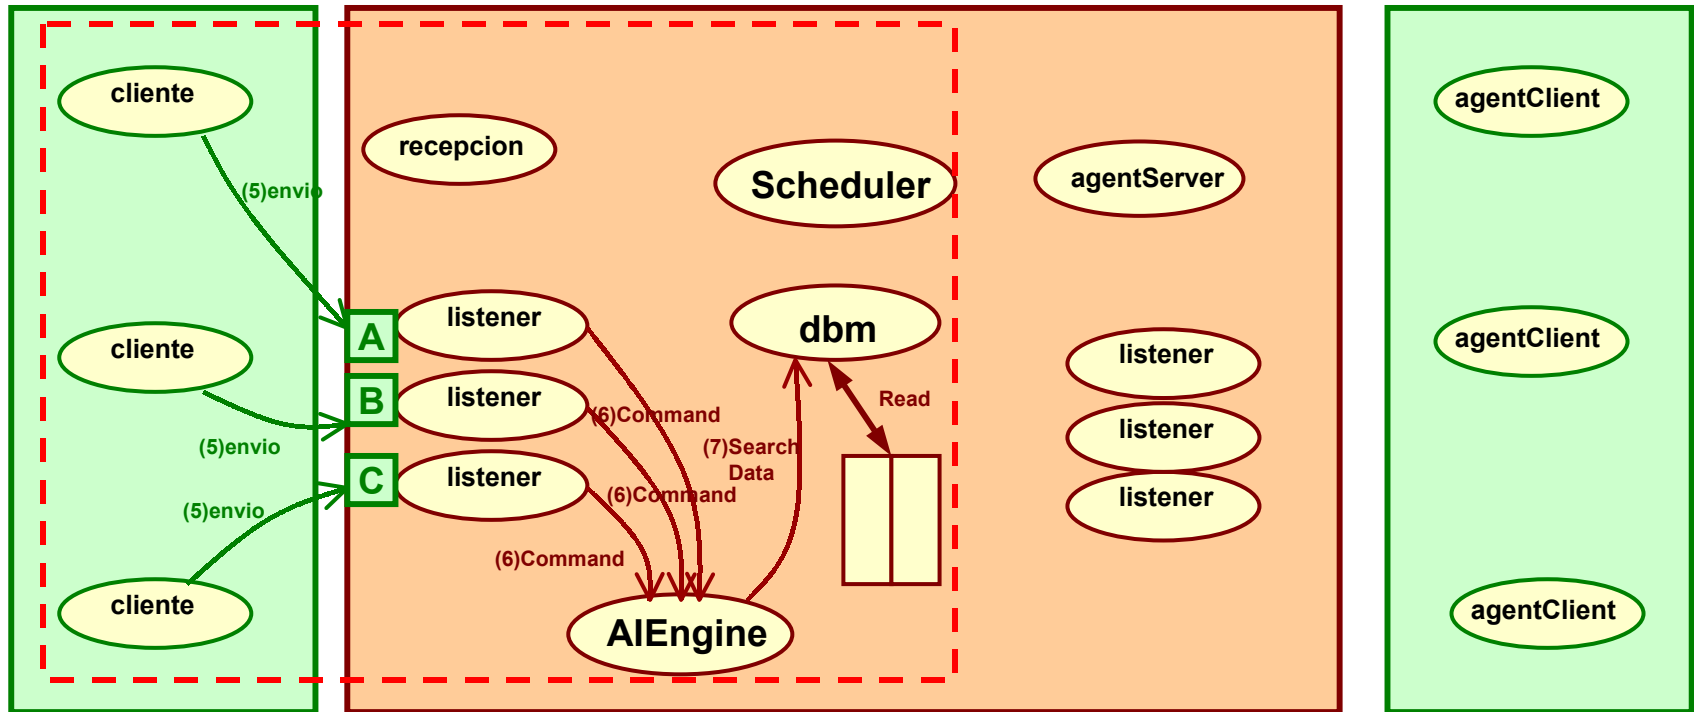 cliente
agentClient
recepcion
Scheduler
agentServer
(5)envio
A
listener
dbm
cliente
agentClient
listener
B
listener
Read
(6)Command
listener
(5)envio
(7)Search
Data
C
listener
(6)Command
listener
(5)envio
(6)Command
cliente
AIEngine
agentClient